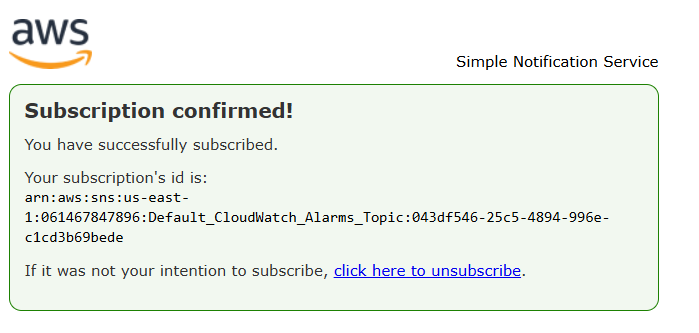 aws
Simple Notification Service
Subscription confirmed!
You have successfully subscribed.
Your subscription's id is:
arn:aws:sns:us-east-
1:061467847896:Default_CloudWatch_Alarms_Topic:043df546-25c5-4894-996e-
c1cd3b69bede
If it was not your intention to subscribe, click here to unsubscribe.